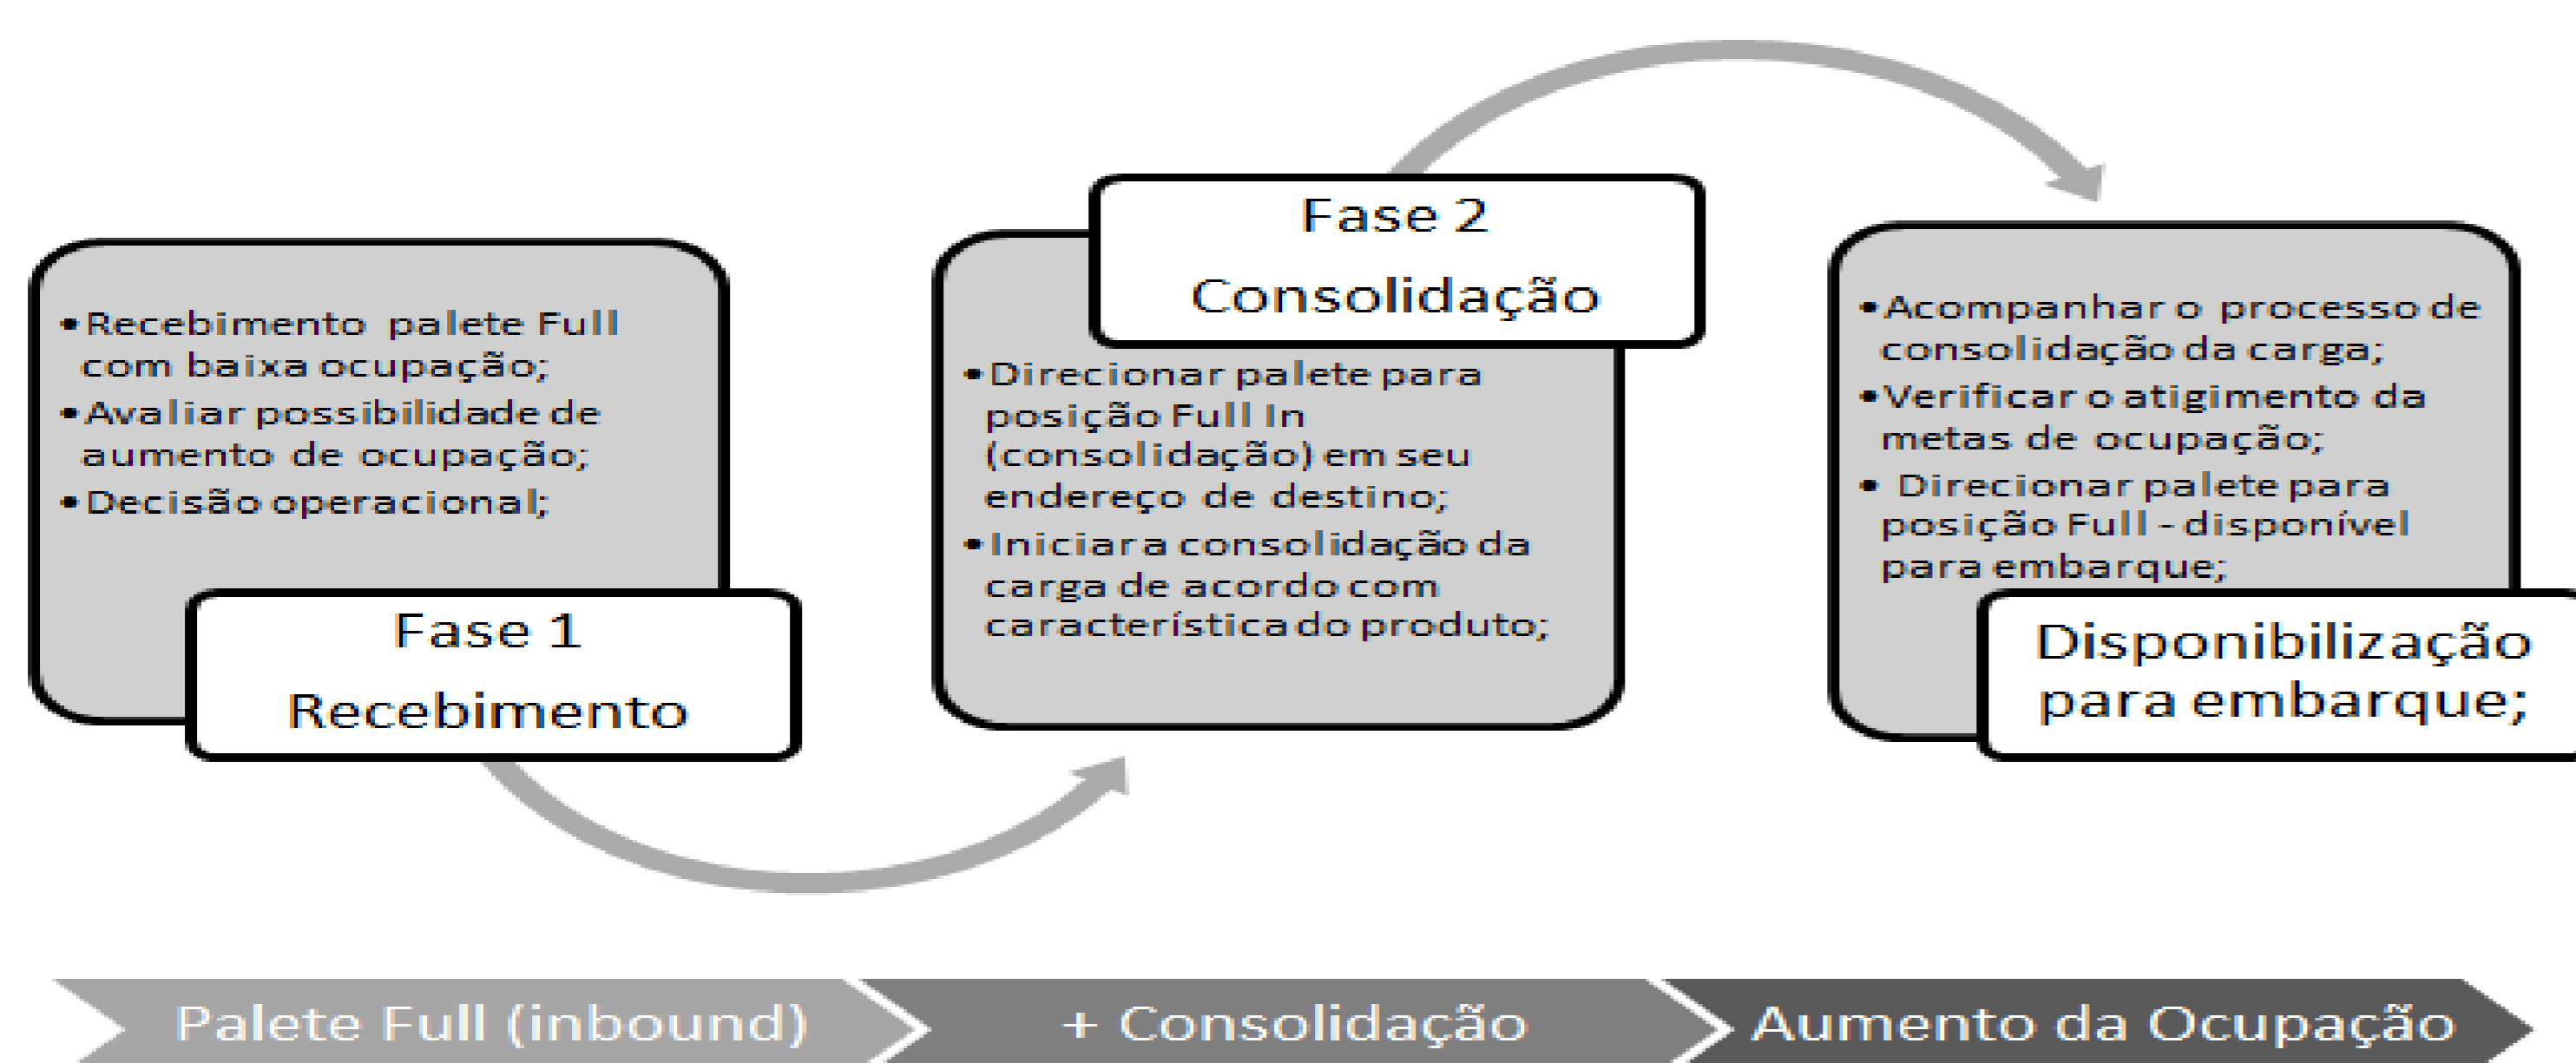 •Recebimento palete Full
com baixa ocupação;
•Avaliar possibilidade de
aumento de ocupação;
•Decisão operacional;
Fase 1
Recebimento
Fase 2
Consolidação
•Direcionar palete para
posição Full In
(consolidação) em seu
endereço de destino;
•Iniciar a consolidação da
carga de acordo com
característica do produto;
•Acompanhar o processo de
consolidação da carga;
•Verificar o atigimento da
metas de ocupação;
• Direcionar palete para
posição Full - disponível
para embarque;
Disponibilização
para embarque;
Palete Full (inbound)
+ Consolidação
Aumento da Ocupação